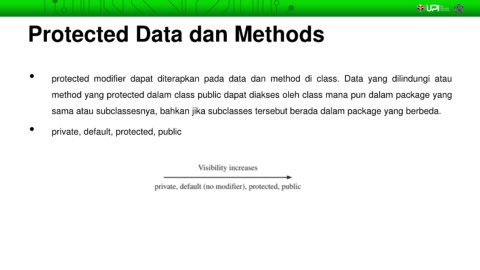 UPI
Protected Data dan Methods
• protected modifier dapat diterapkan pada data dan method di class. Data yang dilindungi atau
method yang protected dalam class public dapat diakses oleh class mana pun dalam package yang
sama atau subclassesnya, bahkan jika subclasses tersebut berada dalam package yang berbeda.
• private, default, protected, public
Visibility increases
private, default (no modifier), protected, public